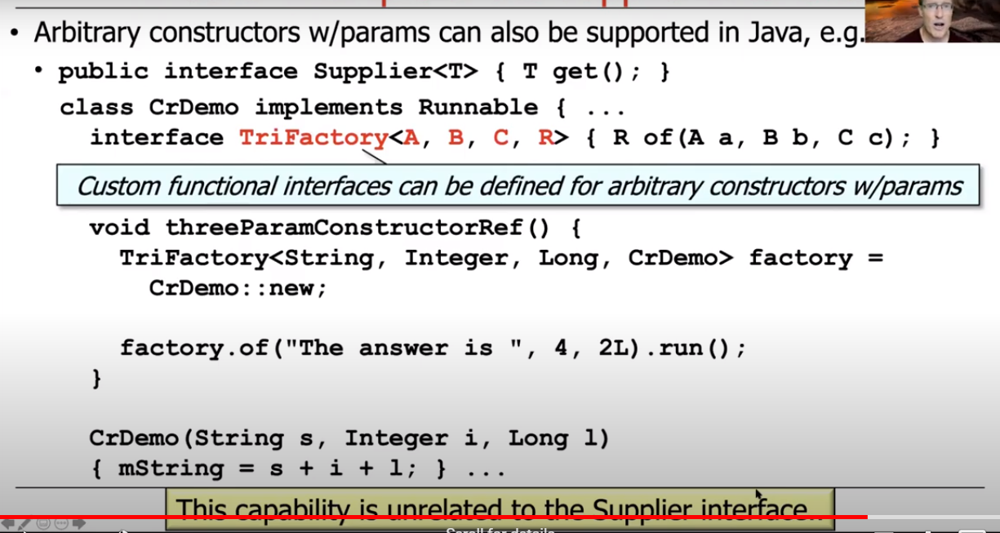 • Arbitrary constructors w/params can also be supported in Java, e.g.
• public interface Supplier<T> { T get(); }
class CrDemo implements Runnable { ...
interface TriFactory<A, B, C, R> { R of(A a, B b, C c); }
Custom functional interfaces can be defined for arbitrary constructors w/params
void threeParamConstructorRef() {
TriFactory<String, Integer, Long, CrDemo> factory =
CrDemo::new;
factory.of("The answer is ", 4, 2L).run();
}
CrDemo(String s, Integer i, Long l)
{ mString = s + i + l; } ...
This capability is unrelated to the Supplier interface..
Scroll for details